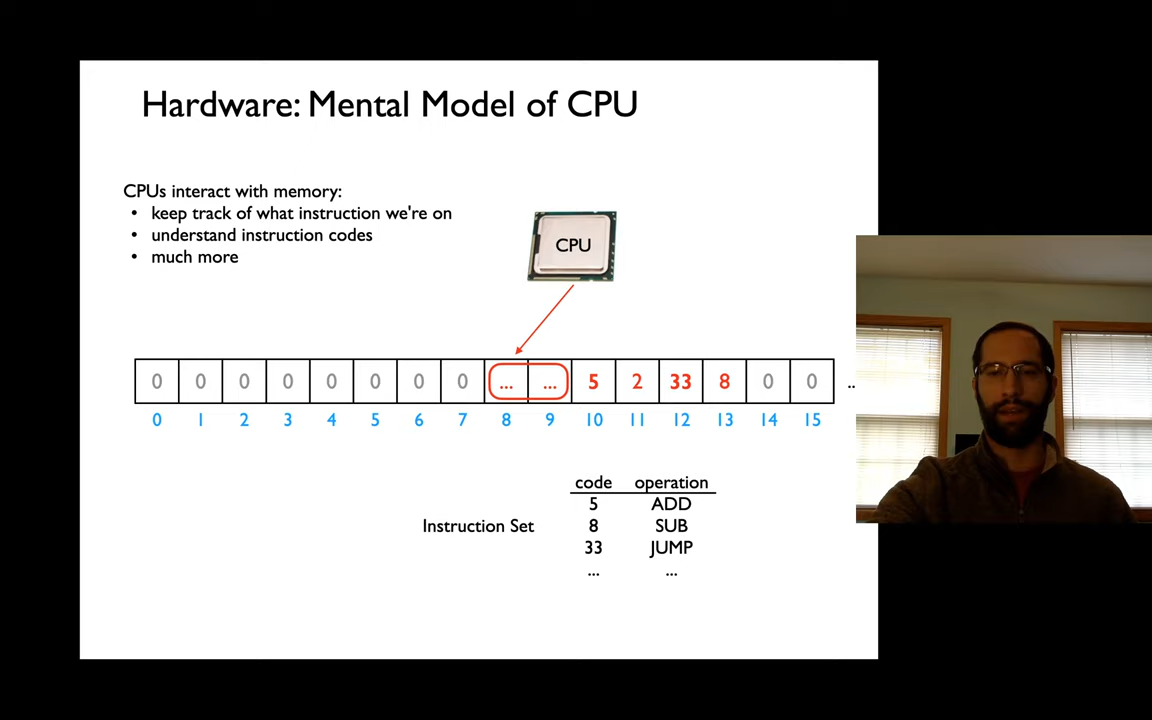 Hardware: Mental Model of CPU
CPUs interact with memory:
• keep track of what instruction we're on
• understand instruction codes
• much more
CPU
0 0 0 0 0 0 0 0 ... ... 5 2 33 8 0 0 ..
0 1 2 3 4 5 6 7 8 9 10 11 12 13 14 15
code operation
5 ADD
Instruction Set 8 SUB
33 JUMP
... ...